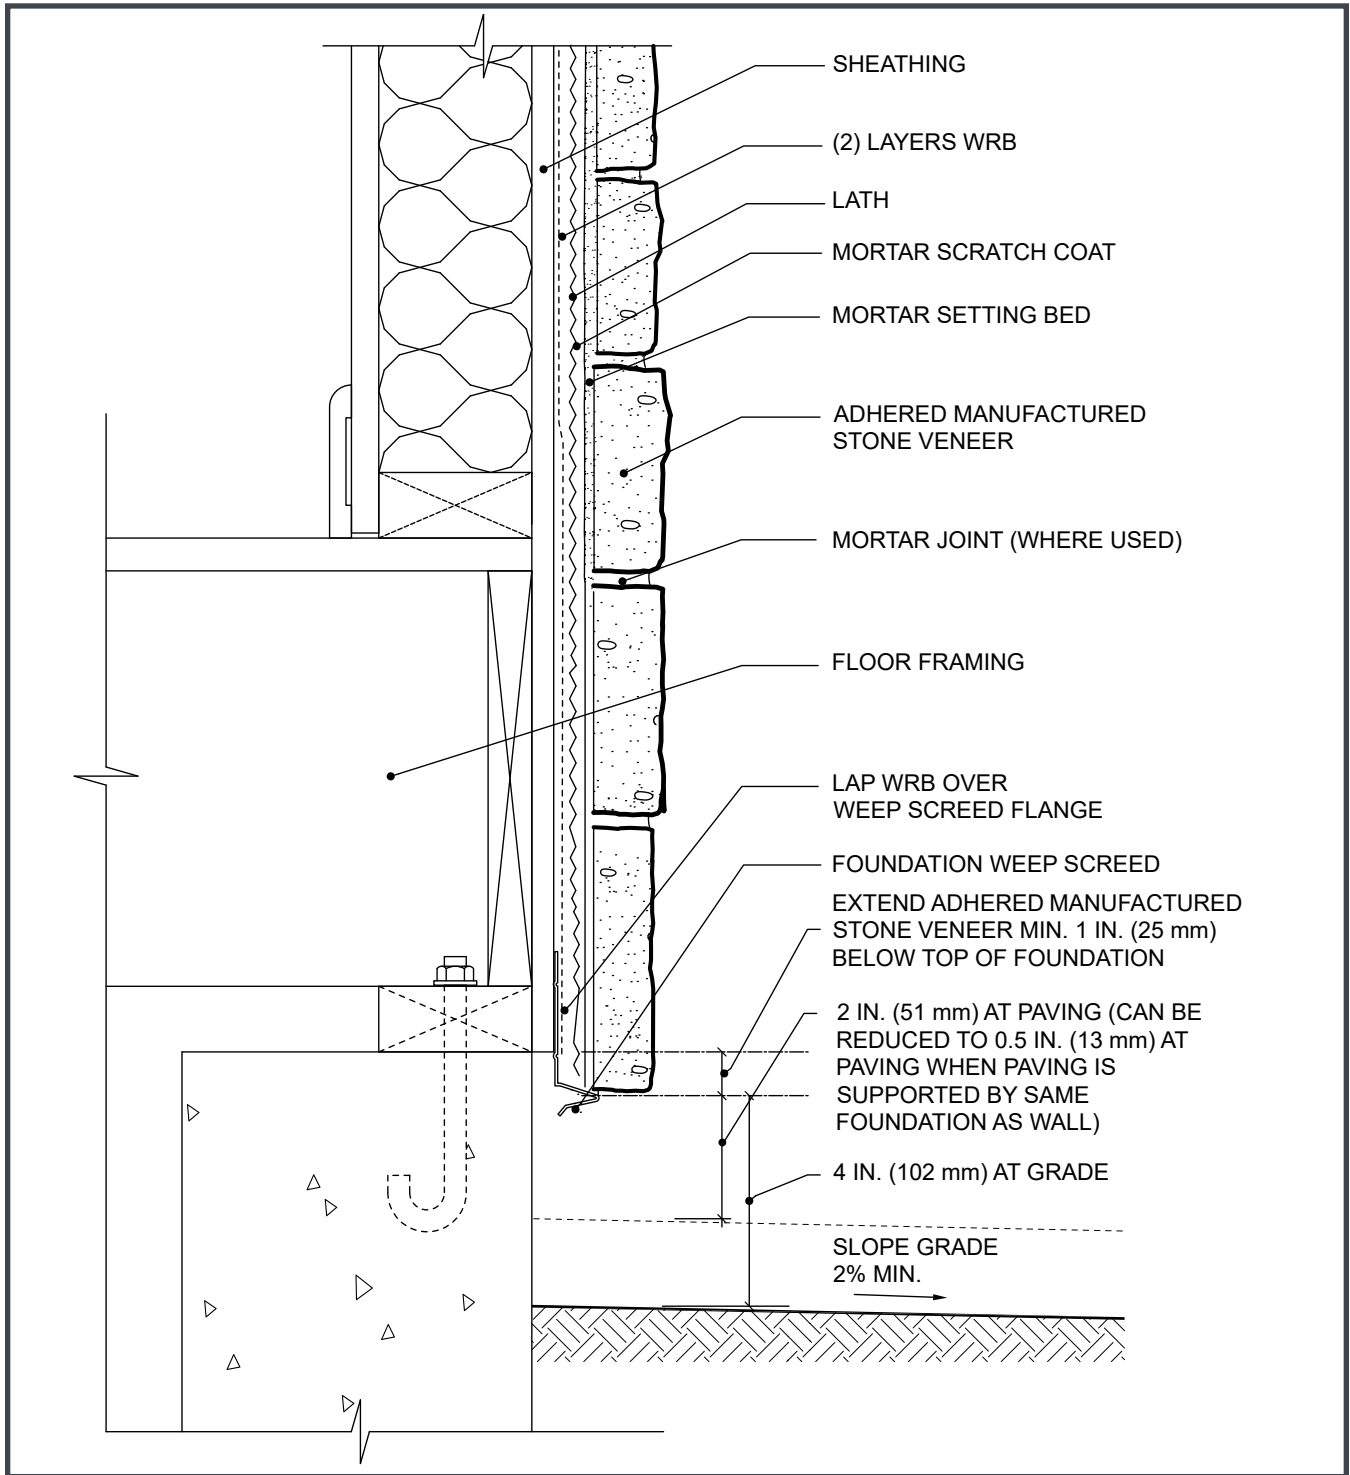 SHEATHING
(2) LAYERS WRB
LATH
MORTAR SCRATCH COAT
MORTAR SETTING BED
ADHERED MANUFACTURED
STONE VENEER
MORTAR JOINT (WHERE USED)
FLOOR FRAMING
LAP WRB OVER
WEEP SCREED FLANGE
FOUNDATION WEEP SCREED
EXTEND ADHERED MANUFACTURED
STONE VENEER MIN. 1 IN. (25 mm)
BELOW TOP OF FOUNDATION
2 IN. (51 mm) AT PAVING (CAN BE
REDUCED TO 0.5 IN. (13 mm) AT
PAVING WHEN PAVING IS
SUPPORTED BY SAME
FOUNDATION AS WALL)
4 IN. (102 mm) AT GRADE
SLOPE GRADE
2% MIN.